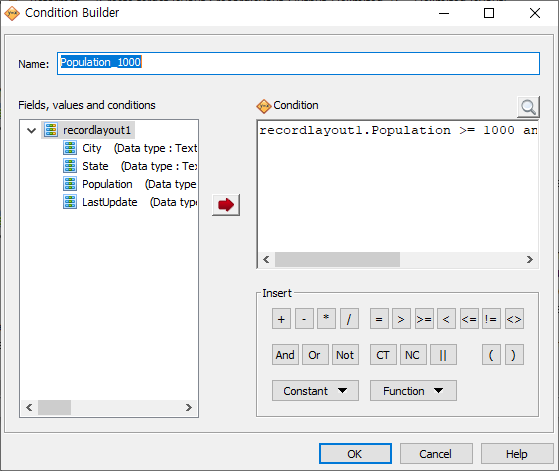 Condition Builder
Name: Population_1000
Fields, values and conditions
recordlayout1
City (Data type : Text
State (Data type : Tex
Population (Data type
LastUpdate (Data type
Condition
recordlayout1.Population >= 1000 an
Insert
+ - * / = > >= < <= != <>
And Or Not CT NC || ( )
Constant Function
OK Cancel Help